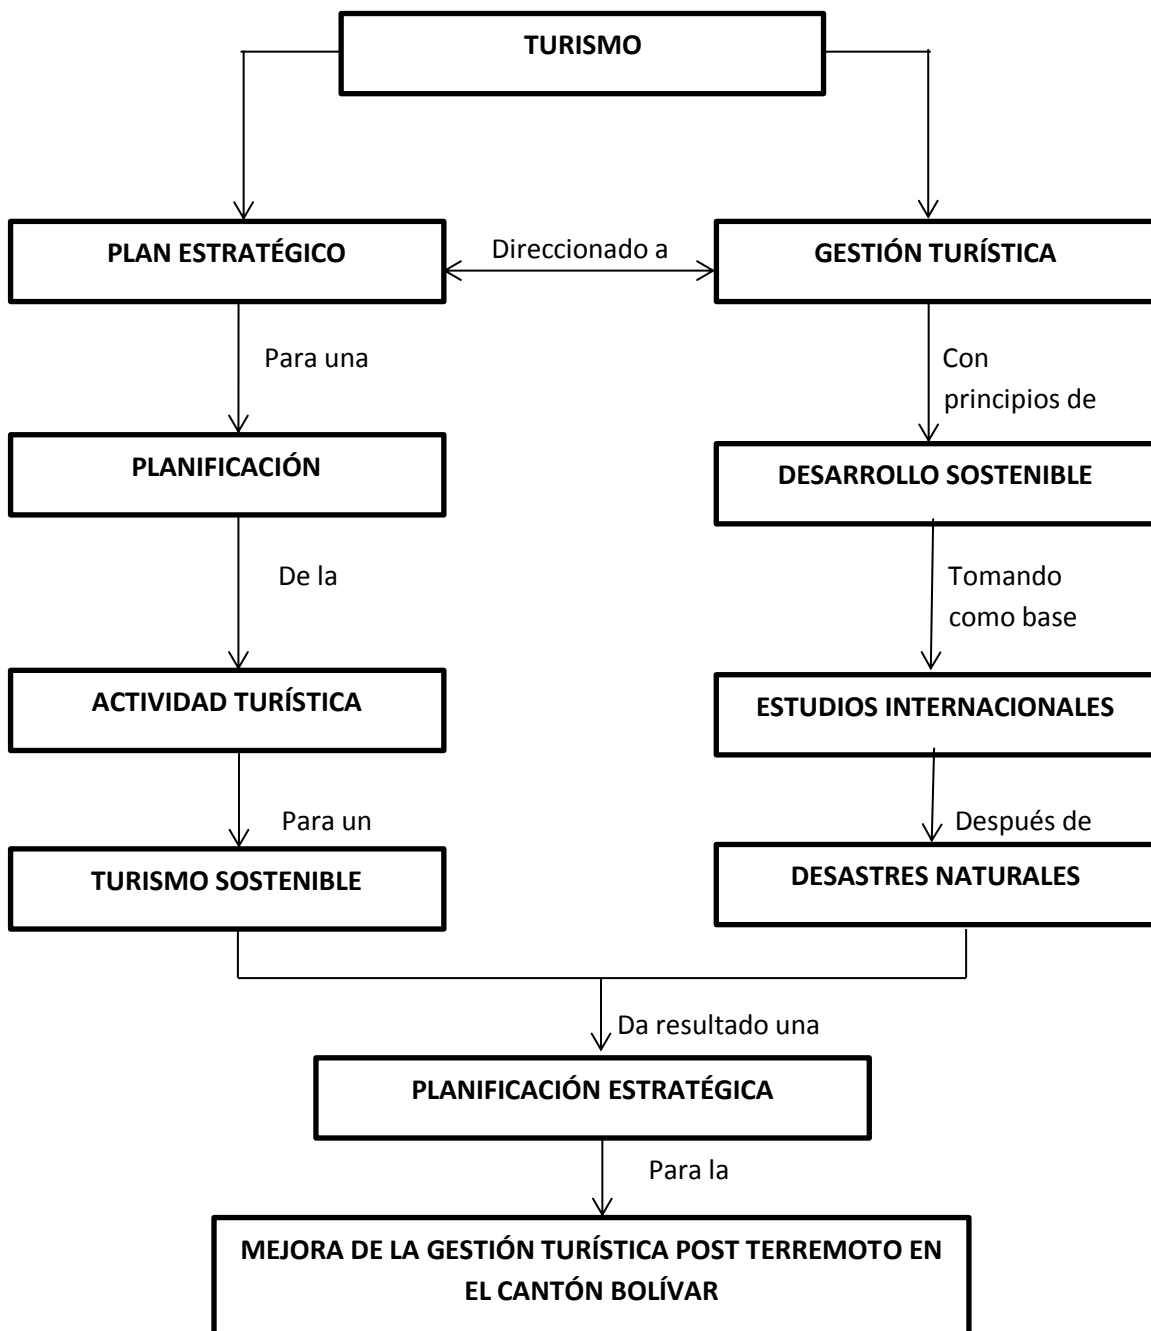 TURISMO
PLAN ESTRATÉGICO
Direccionado a
GESTIÓN TURÍSTICA
Para una
Con
principios de
PLANIFICACIÓN
DESARROLLO SOSTENIBLE
De la
Tomando
como base
ACTIVIDAD TURÍSTICA
ESTUDIOS INTERNACIONALES
Para un
Después de
TURISMO SOSTENIBLE
DESASTRES NATURALES
Da resultado una
PLANIFICACIÓN ESTRATÉGICA
Para la
MEJORA DE LA GESTIÓN TURÍSTICA POST TERREMOTO EN
EL CANTÓN BOLÍVAR